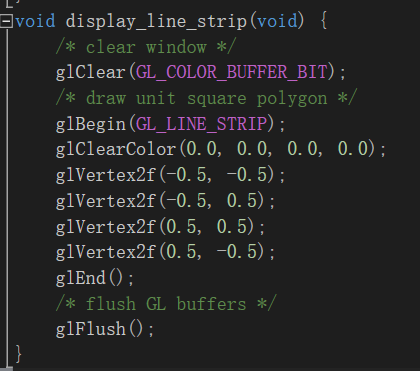 void display_line_strip(void) {
/* clear window */
glClear(GL_COLOR_BUFFER_BIT);
/* draw unit square polygon */
glBegin(GL_LINE_STRIP);
glClearColor(0.0, 0.0, 0.0, 0.0);
glVertex2f(-0.5, -0.5);
glVertex2f(-0.5, 0.5);
glVertex2f(0.5, 0.5);
glVertex2f(0.5, -0.5);
glEnd();
/* flush GL buffers */
glFlush();
}